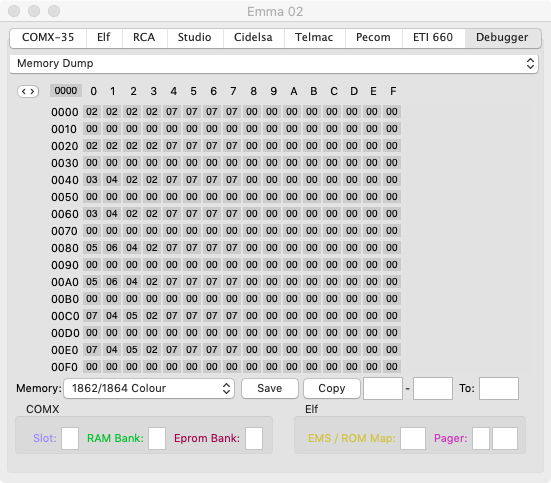 Emma 02
COMX-35 Elf RCA Studio Cidelsa Telmac Pecom ETI 660 Debugger
Memory Dump
< > 0000 0 1 2 3 4 5 6 7 8 9 A B C D E F
0000 02 02 02 02 07 07 07 07 00 00 00 00 00 00 00 00
0010 00 00 00 00 00 00 00 00 00 00 00 00 00 00 00 00
0020 02 02 02 02 07 07 07 07 00 00 00 00 00 00 00 00
0030 00 00 00 00 00 00 00 00 00 00 00 00 00 00 00 00
0040 03 04 02 02 07 07 07 07 00 00 00 00 00 00 00 00
0050 00 00 00 00 00 00 00 00 00 00 00 00 00 00 00 00
0060 03 04 02 02 07 07 07 07 00 00 00 00 00 00 00 00
0070 00 00 00 00 00 00 00 00 00 00 00 00 00 00 00 00
0080 05 06 04 02 07 07 07 07 00 00 00 00 00 00 00 00
0090 00 00 00 00 00 00 00 00 00 00 00 00 00 00 00 00
00A0 05 06 04 02 07 07 07 07 00 00 00 00 00 00 00 00
00B0 00 00 00 00 00 00 00 00 00 00 00 00 00 00 00 00
00C0 07 04 05 02 07 07 07 07 00 00 00 00 00 00 00 00
00D0 00 00 00 00 00 00 00 00 00 00 00 00 00 00 00 00
00E0 07 04 05 02 07 07 07 07 00 00 00 00 00 00 00 00
00F0 00 00 00 00 00 00 00 00 00 00 00 00 00 00 00 00
Memory: 1862/1864 Colour Save Copy - To:
COMX Elf
Slot: RAM Bank: Eprom Bank: EMS / ROM Map: Pager: